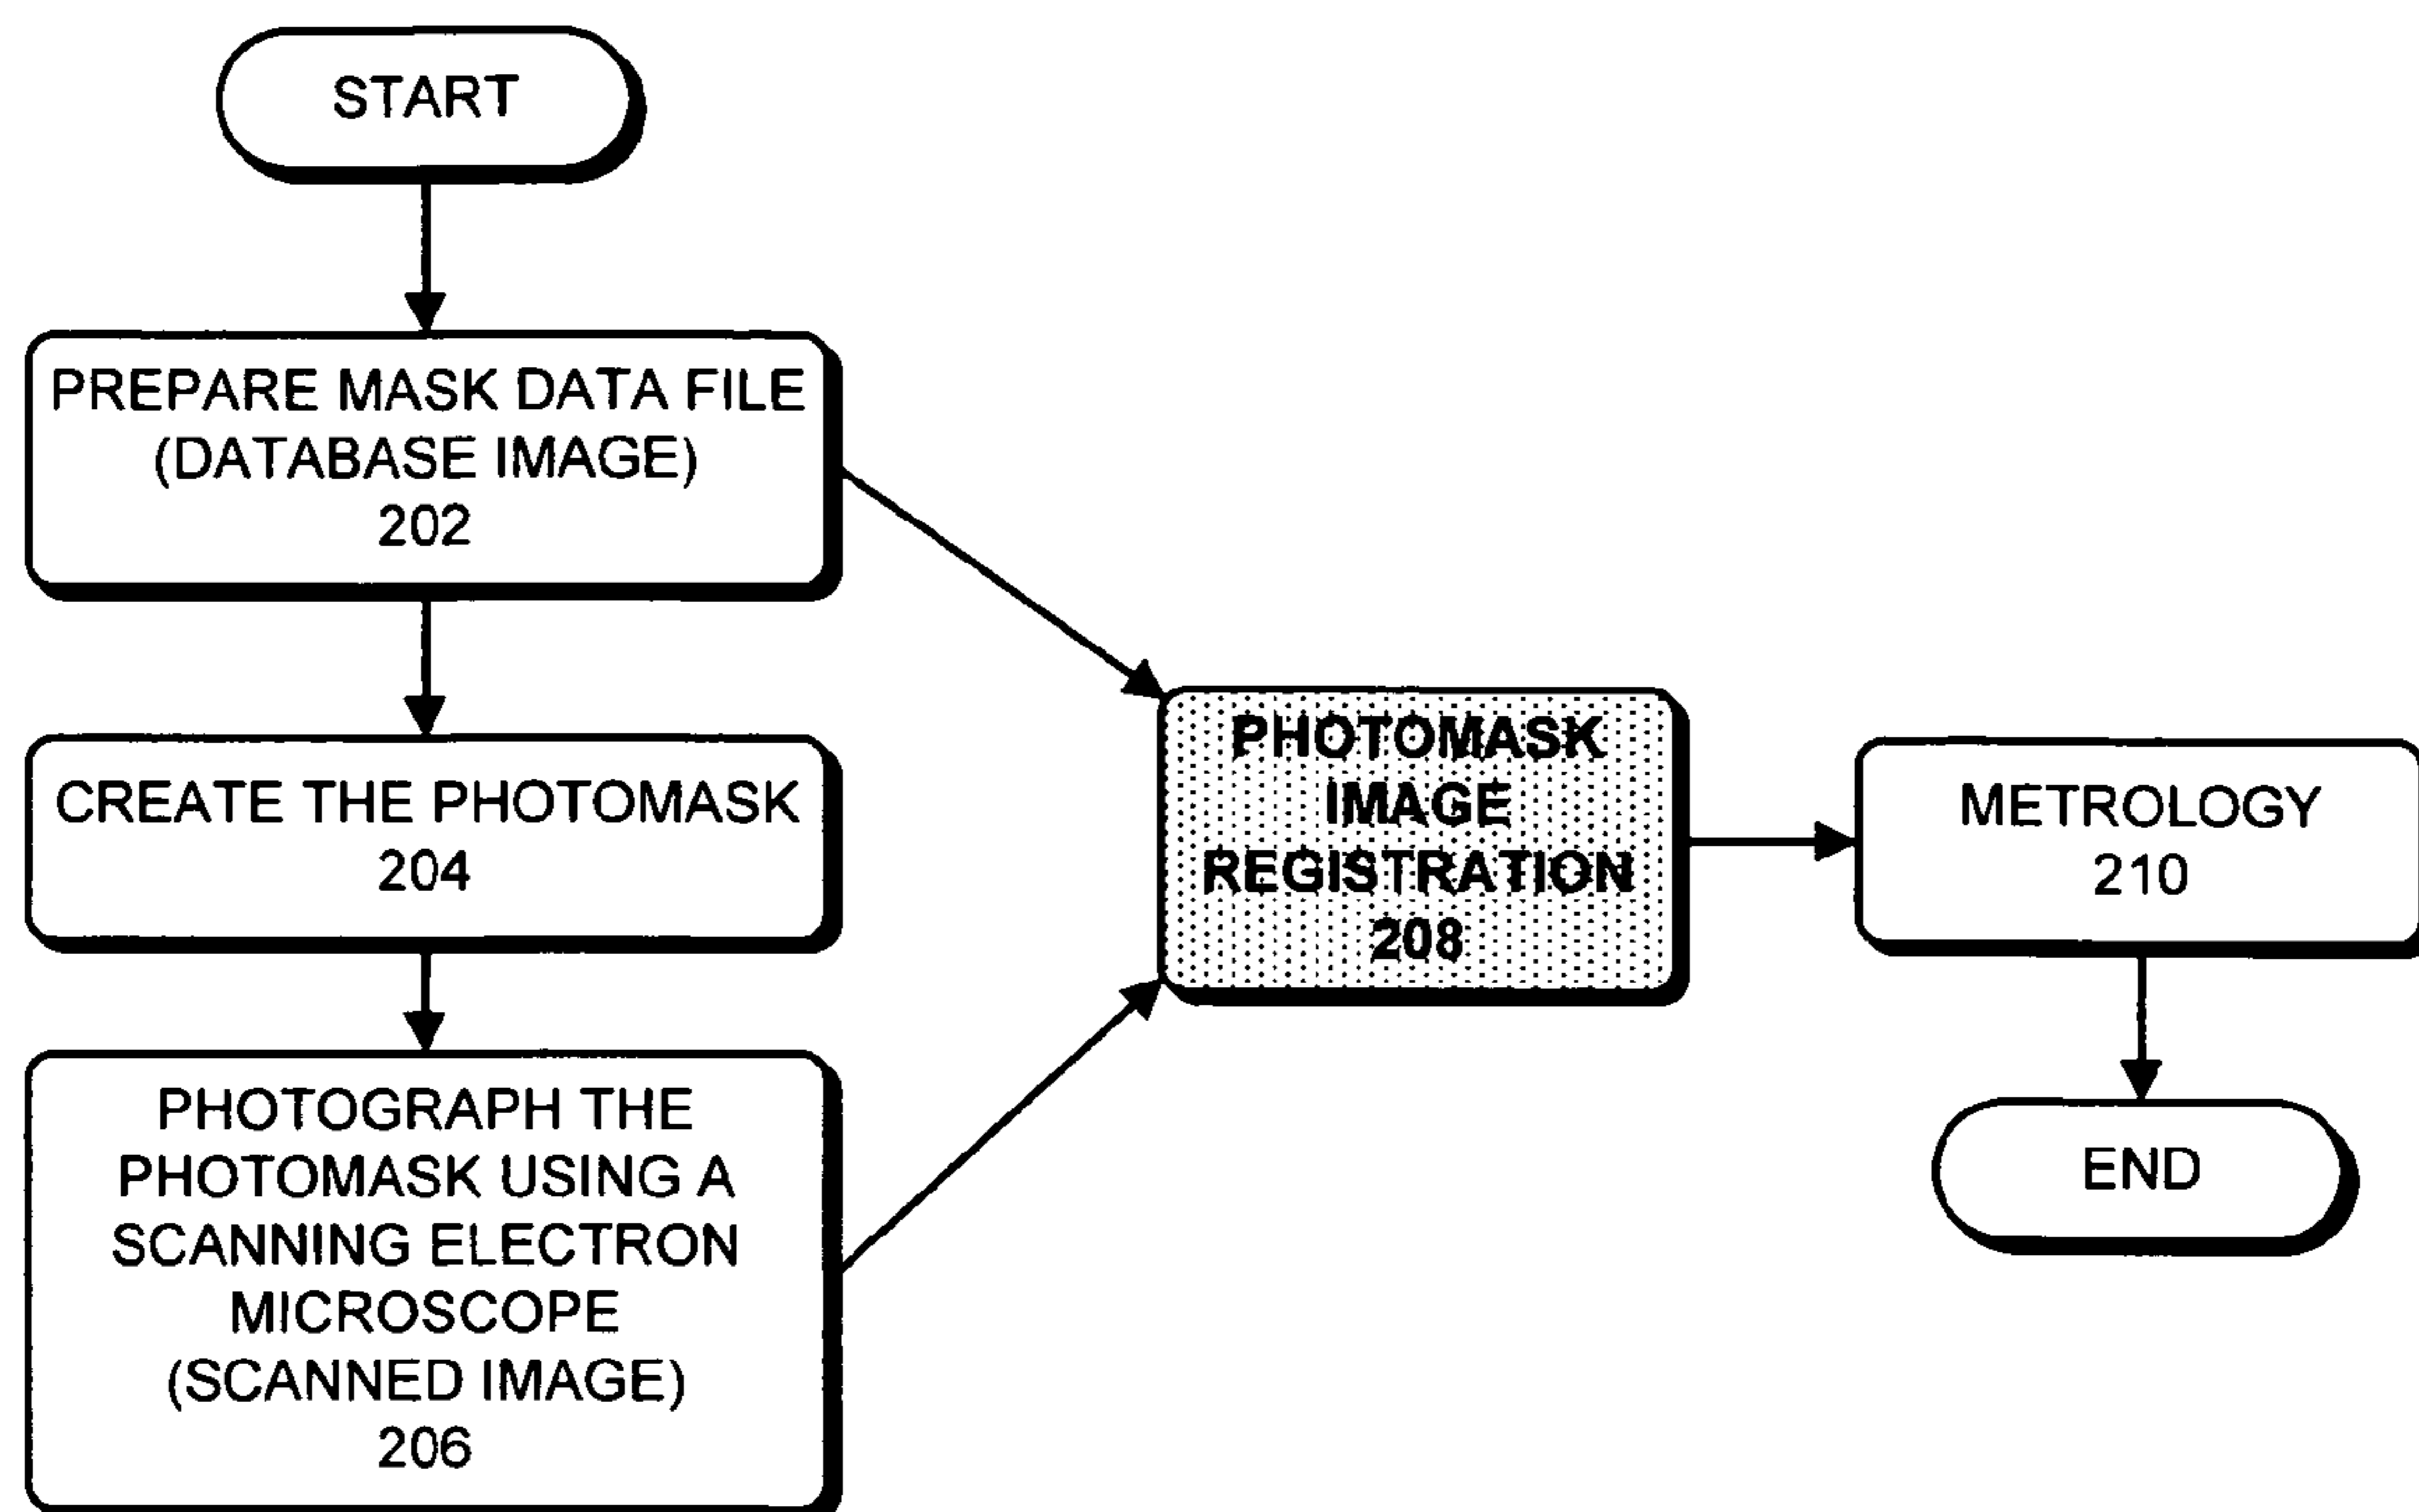 START
PREPARE MASK DATA FILE
(DATABASE IMAGE)
202
CREATE THE PHOTOMASK
204
PHOTOGRAPH THE
PHOTOMASK USING A
SCANNING ELECTRON
MICROSCOPE
(SCANNED IMAGE)
206
PHOTOMASK
IMAGE
REGISTRATION
208
METROLOGY
210
END